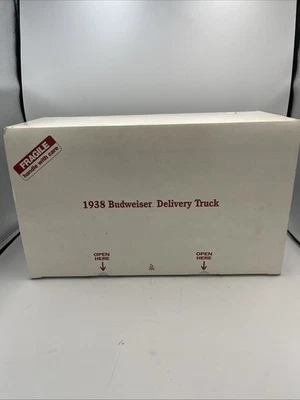 FRAGILE
handle with care
1938 Budweiser. Delivery Truck
OPEN
HERE
OPEN
HERE